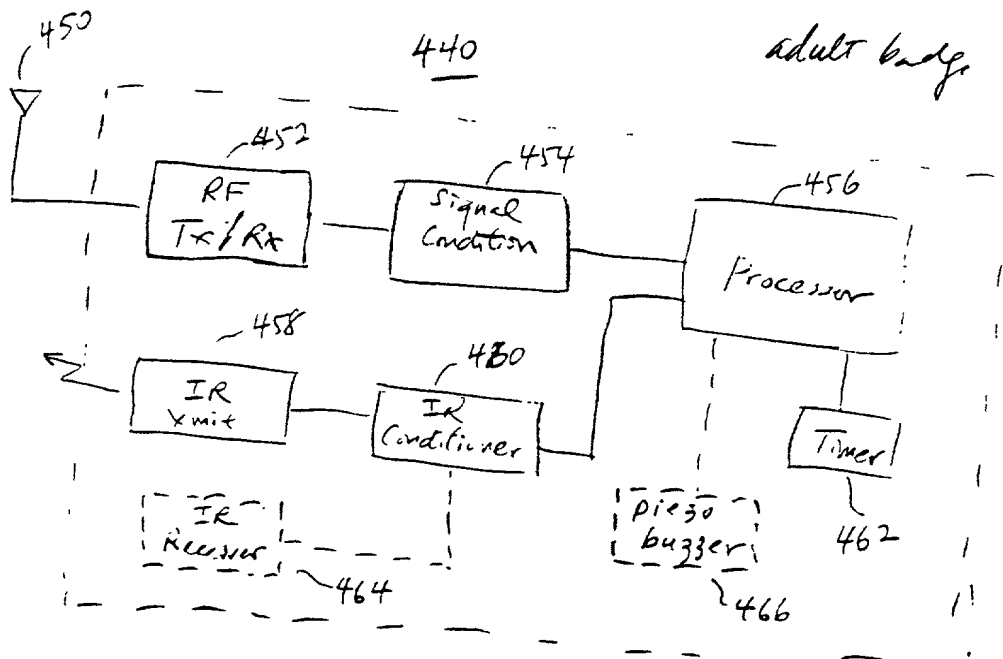 450
440
adult badge
452
RF
Tx/Rx
454
Signal
Condition
456
Processor
458
IR
Xmit
460
IR
Conditioner
Timer
462
IR
Receiver
464
piezo
buzzer
466